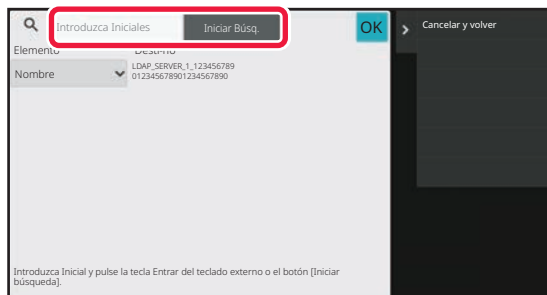 Introduzca Iniciales
Iniciar Búsq.
OK
Cancelar y volver
Elemento
Nombre
LDAP_SERVER_1_123456789
012345678901234567890
Introduzca Inicial y pulse la tecla Entrar del teclado externo o el botón [Iniciar
búsqueda].